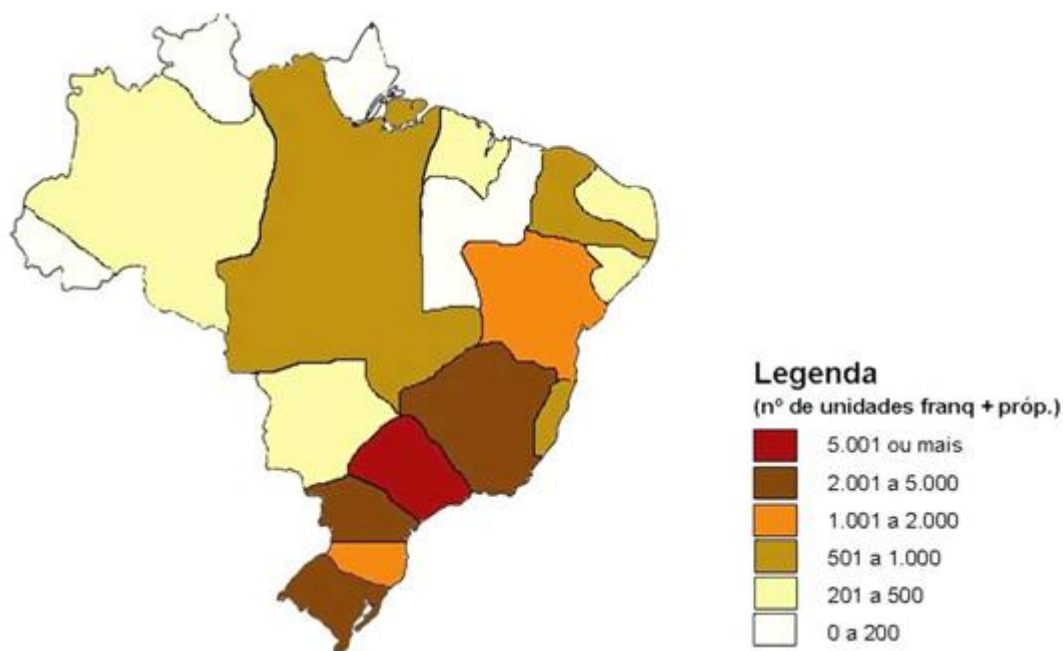 Legenda
(nº de unidades franq + próp.)
5.001 ou mais
2.001 a 5.000
1.001 a 2.000
501 a 1.000
201 a 500
0 a 200